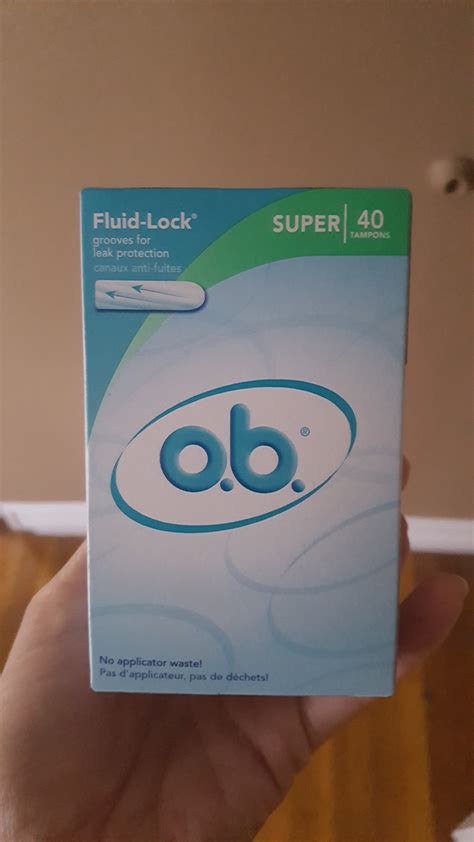 Fluid-Lock®
grooves for
leak protection
canaux anti-fuites
SUPER 40
TAMPONS
o.b.®
No applicator waste!
Pas d'applicateur, pas de déchets!